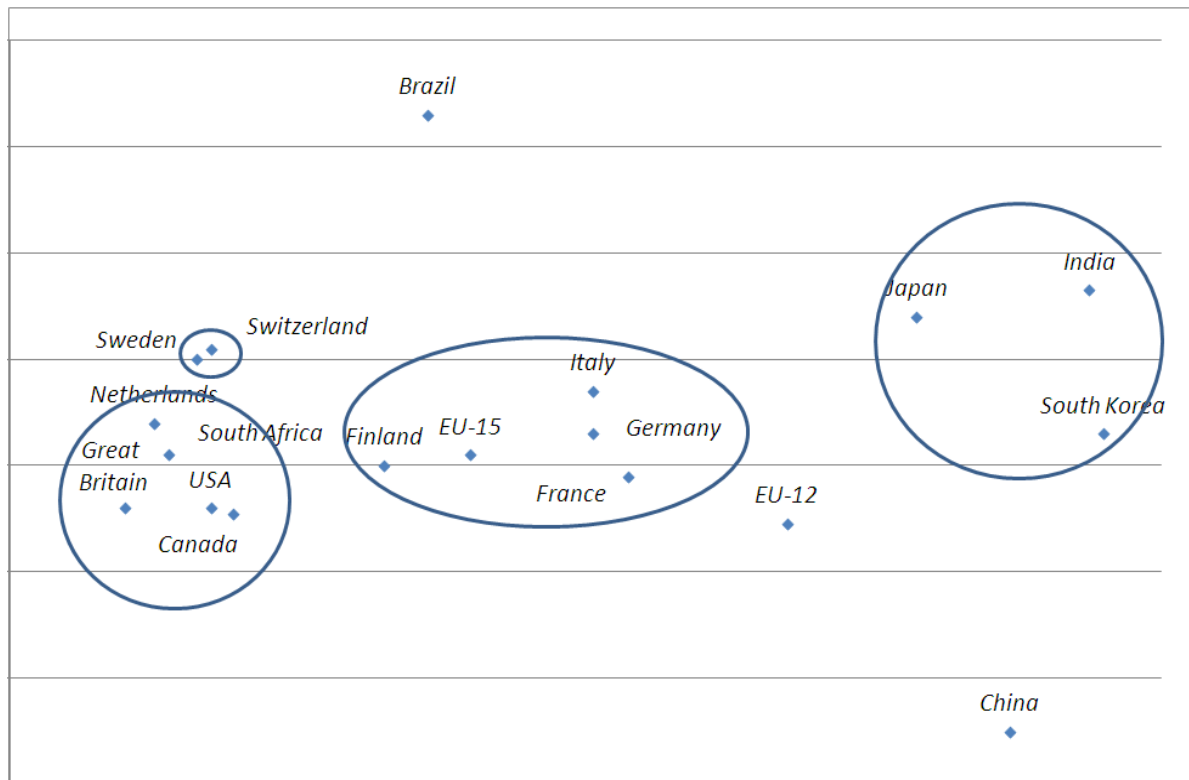 Brazil
India
Japan
Switzerland
Sweden
Italy
Netherlands
South Korea
South Africa
Finland
EU-15
Germany
Great
Britain
USA
France
EU-12
Canada
China